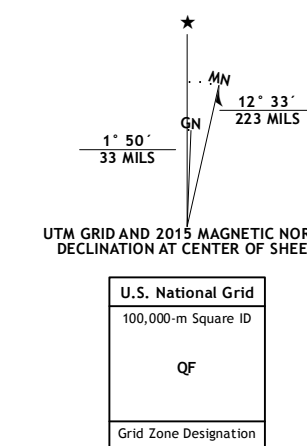 ★
MN
GN
12° 33´
223 MILS
1° 50´
33 MILS
UTM GRID AND 2015 MAGNETIC NOR
DECLINATION AT CENTER OF SHEE
U.S. National Grid
100,000-m Square ID
QF
Grid Zone Designation